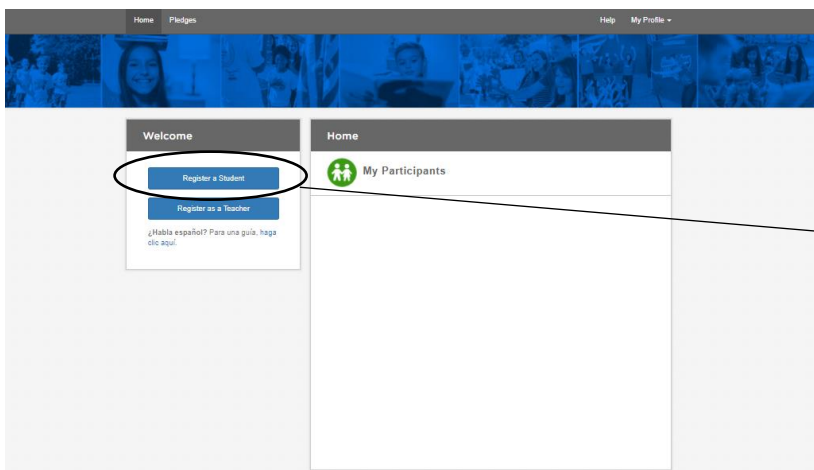 Home Pledges Help My Profile
Welcome
Register a Student
Register as a Teacher
¿Habla español? Para una guía, haga
clic aquí.
Home
My Participants